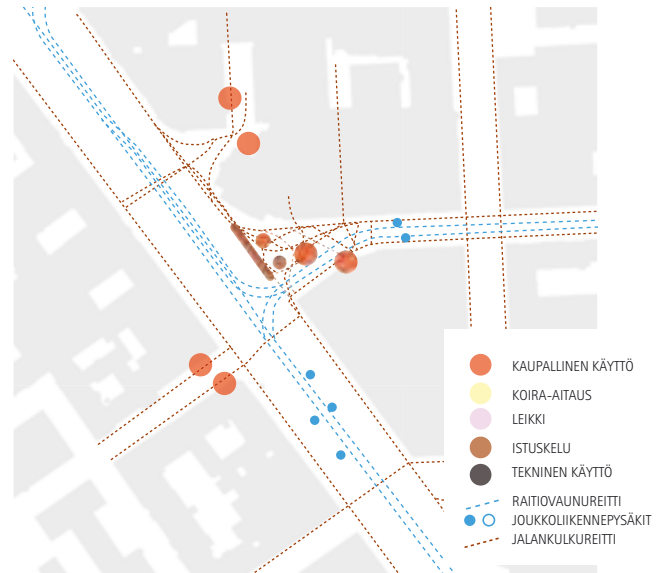 KAUPALLINEN KÄYTTÖ
KOIRA-AITAUS
LEIKKI
ISTUSKELU
TEKNINEN KÄYTTÖ
RAITIOVAUNUREITTI
JOUKKOLIIKENNEPYSÄKIT
JALANKULKUREITTI